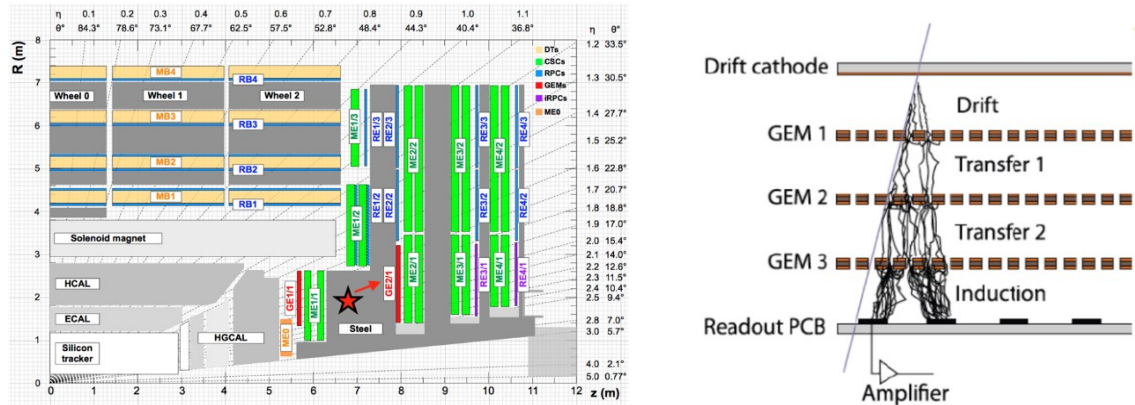 η 0.1 0.2 0.3 0.4 0.5 0.6 0.7 0.8 0.9 1.0 1.1
θ° 84.3° 78.6° 73.1° 67.7° 62.5° 57.5° 52.8° 48.4° 44.3° 40.4° 36.8° η θ°
R (m)
8
7
6
5
4
3
2
1
0
1.2 33.5°
1.3 30.5°
1.4 27.7°
1.5 25.2°
1.6 22.8°
1.7 20.7°
1.8 18.8°
1.9 17.0°
2.0 15.4°
2.1 14.0°
2.2 12.6°
2.3 11.5°
2.4 10.4°
2.5 9.4°
2.8 7.0°
3.0 5.7°
4.0 2.1°
5.0 0.77°
DTs
CSCs
RPCs
GEMs
iRPCs
ME0
MB4
RB4
Wheel 0
Wheel 1
Wheel 2
MB3
RB3
MB2
RB2
MB1
RB1
Solenoid magnet
HCAL
ECAL
Silicon
tracker
HGCAL
Steel
ME0
GE1/1
ME1/1
ME1/2
ME1/3
RE1/3
RE1/2
RE2/3
RE2/2
GE2/1
ME2/2
ME2/1
ME3/2
ME3/1
RE3/3
RE3/2
RE3/1
ME4/2
ME4/1
RE4/3
RE4/2
RE4/1
0 1 2 3 4 5 6 7 8 9 10 11 12
z (m)
Drift cathode
Drift
GEM 1
Transfer 1
GEM 2
Transfer 2
GEM 3
Induction
Readout PCB
Amplifier